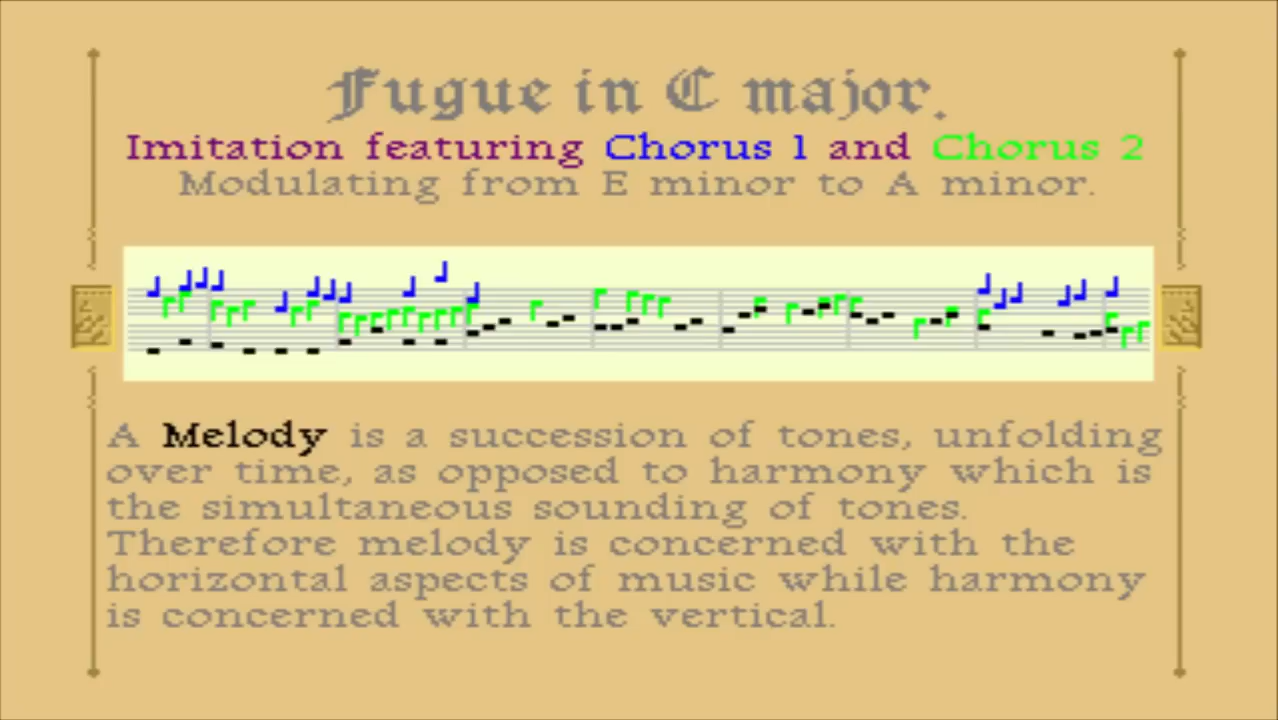 Fugue in C major.
Imitation featuring Chorus 1 and Chorus 2
Modulating from E minor to A minor.
A Melody is a succession of tones, unfolding
over time, as opposed to harmony which is
the simultaneous sounding of tones.
Therefore melody is concerned with the
horizontal aspects of music while harmony
is concerned with the vertical.